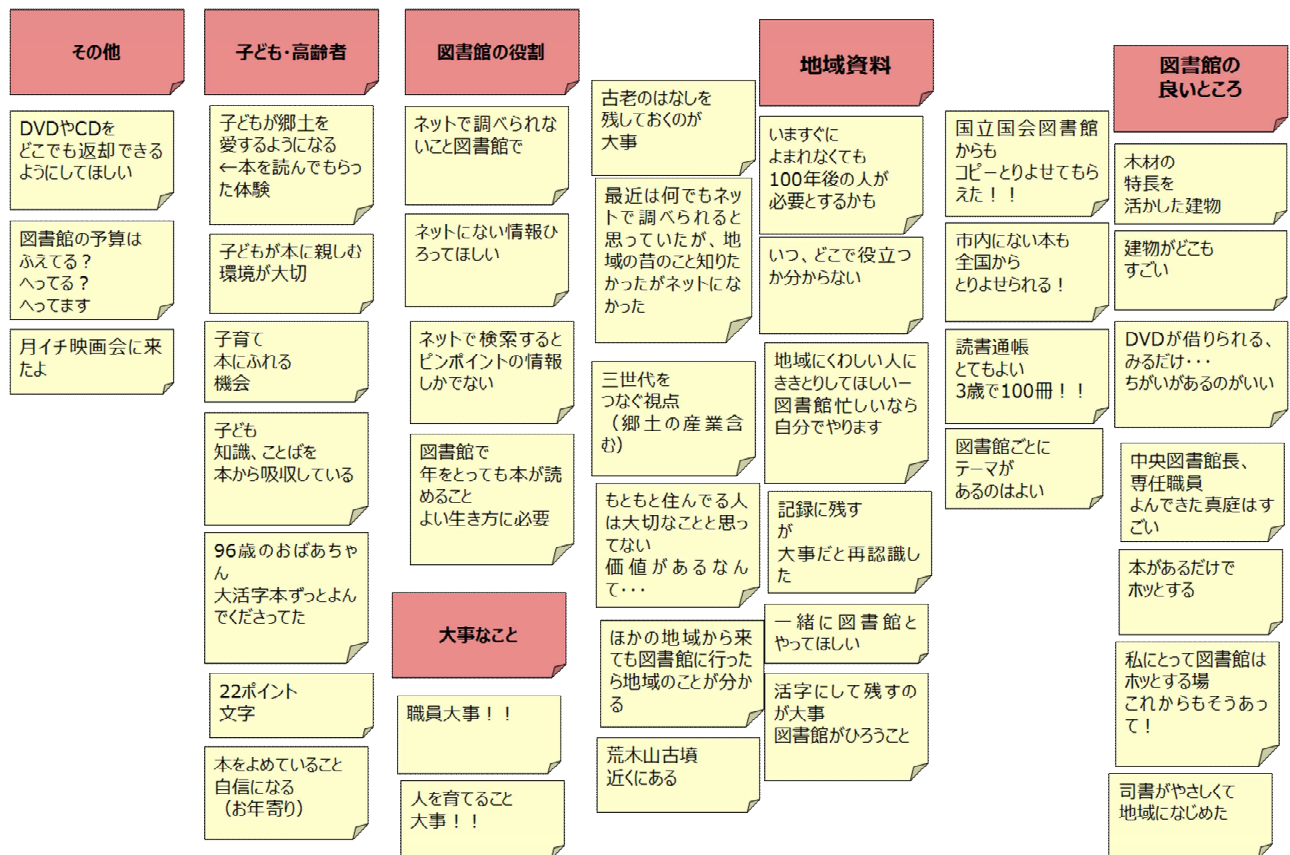 その他
DVDやCDを
どこでも返却できる
ようにしてほしい
図書館の予算は
ふえてる？
へってる？
へってます
月イチ映画会に来
たよ
子ども・高齢者
子どもが郷土を
愛するようになる
←本を読んでもらっ
た体験
子どもが本に親しむ
環境が大切
子育て
本にふれる
機会
子ども
知識、ことばを
本から吸収している
96歳のおばあちゃ
ん
大活字本ずっとよん
でくださってた
22ポイント
文字
本をよめていること
自信になる
（お年寄り）
図書館の役割
ネットで調べられな
いこと図書館で
ネットにない情報ひ
ろってほしい
ネットで検索すると
ピンポイントの情報
しかでない
図書館で
年をとっても本が読
めること
よい生き方に必要
大事なこと
職員大事！！
人を育てること
大事！！
地域資料
古老のはなしを
残しておくのが
大事
最近は何でもネッ
トで調べられると
思っていたが、地
域の昔のこと知りた
かったがネットにな
かった
三世代を
つなぐ視点
（郷土の産業含
む）
もともと住んでる人
は大切なことと思っ
てない
価値があるなん
て・・・
ほかの地域から来
ても図書館に行った
ら地域のことが分か
る
荒木山古墳
近くにある
いますぐに
よまれなくても
100年後の人が
必要とするかも
いつ、どこで役立つ
か分からない
地域にくわしい人に
ききとりしてほしいー
図書館忙しいなら
自分でやります
記録に残す
が
大事だと再認識し
た
一緒に図書館と
やってほしい
活字にして残すの
が大事
図書館がひろうこと
図書館の
良いところ
国立国会図書館
からも
コピーとりよせてもら
えた！！
市内にない本も
全国から
とりよせられる！
読書通帳
とてもよい
3歳で100冊！！
図書館ごとに
テーマが
あるのはよい
木材の
特長を
活かした建物
建物がどこも
すごい
DVDが借りられる、
みるだけ・・・
ちがいがあるのがいい
中央図書館長、
専任職員
よんできた真庭はす
ごい
本があるだけで
ホッとする
私にとって図書館は
ホッとする場
これからもそうあっ
て！
司書がやさしくて
地域になじめた